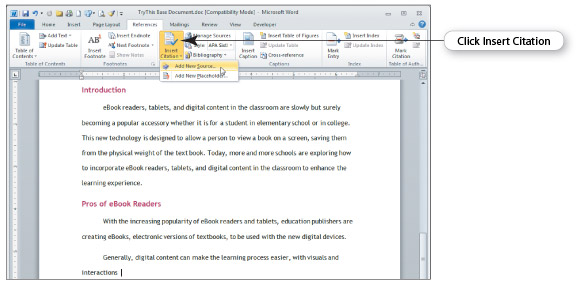 TryThis Base Document.doc [Compatibility Mode] - Microsoft Word
File Home Insert Page Layout References Mailings Review View Developer
Table of Contents
Add Text
Update Table
Table of Contents
AB¹
Insert Footnote
Insert Endnote
Next Footnote
Show Notes
Footnotes
Insert Citation
Manage Sources
Style: APA
Bibliography
Add New Source...
Add New Placeholder...
Insert Caption
Insert Table of Figures
Update Table
Cross-reference
Captions
Mark Entry
Insert Index
Update Index
Index
Mark Citation
Table of Auth...
Click Insert Citation
Introduction
eBook readers, tablets, and digital content in the classroom are slowly but surely
becoming a popular accessory whether it is for a student in elementary school or in college.
This new technology is designed to allow a person to view a book on a screen, saving them
from the physical weight of the text book. Today, more and more schools are exploring how
to incorporate eBook readers, tablets, and digital content in the classroom to enhance the
learning experience.
Pros of eBook Readers
With the increasing popularity of eBook readers and tablets, education publishers are
creating eBooks, electronic versions of textbooks, to be used with the new digital devices.
Generally, digital content can make the learning process easier, with visuals and
interactions